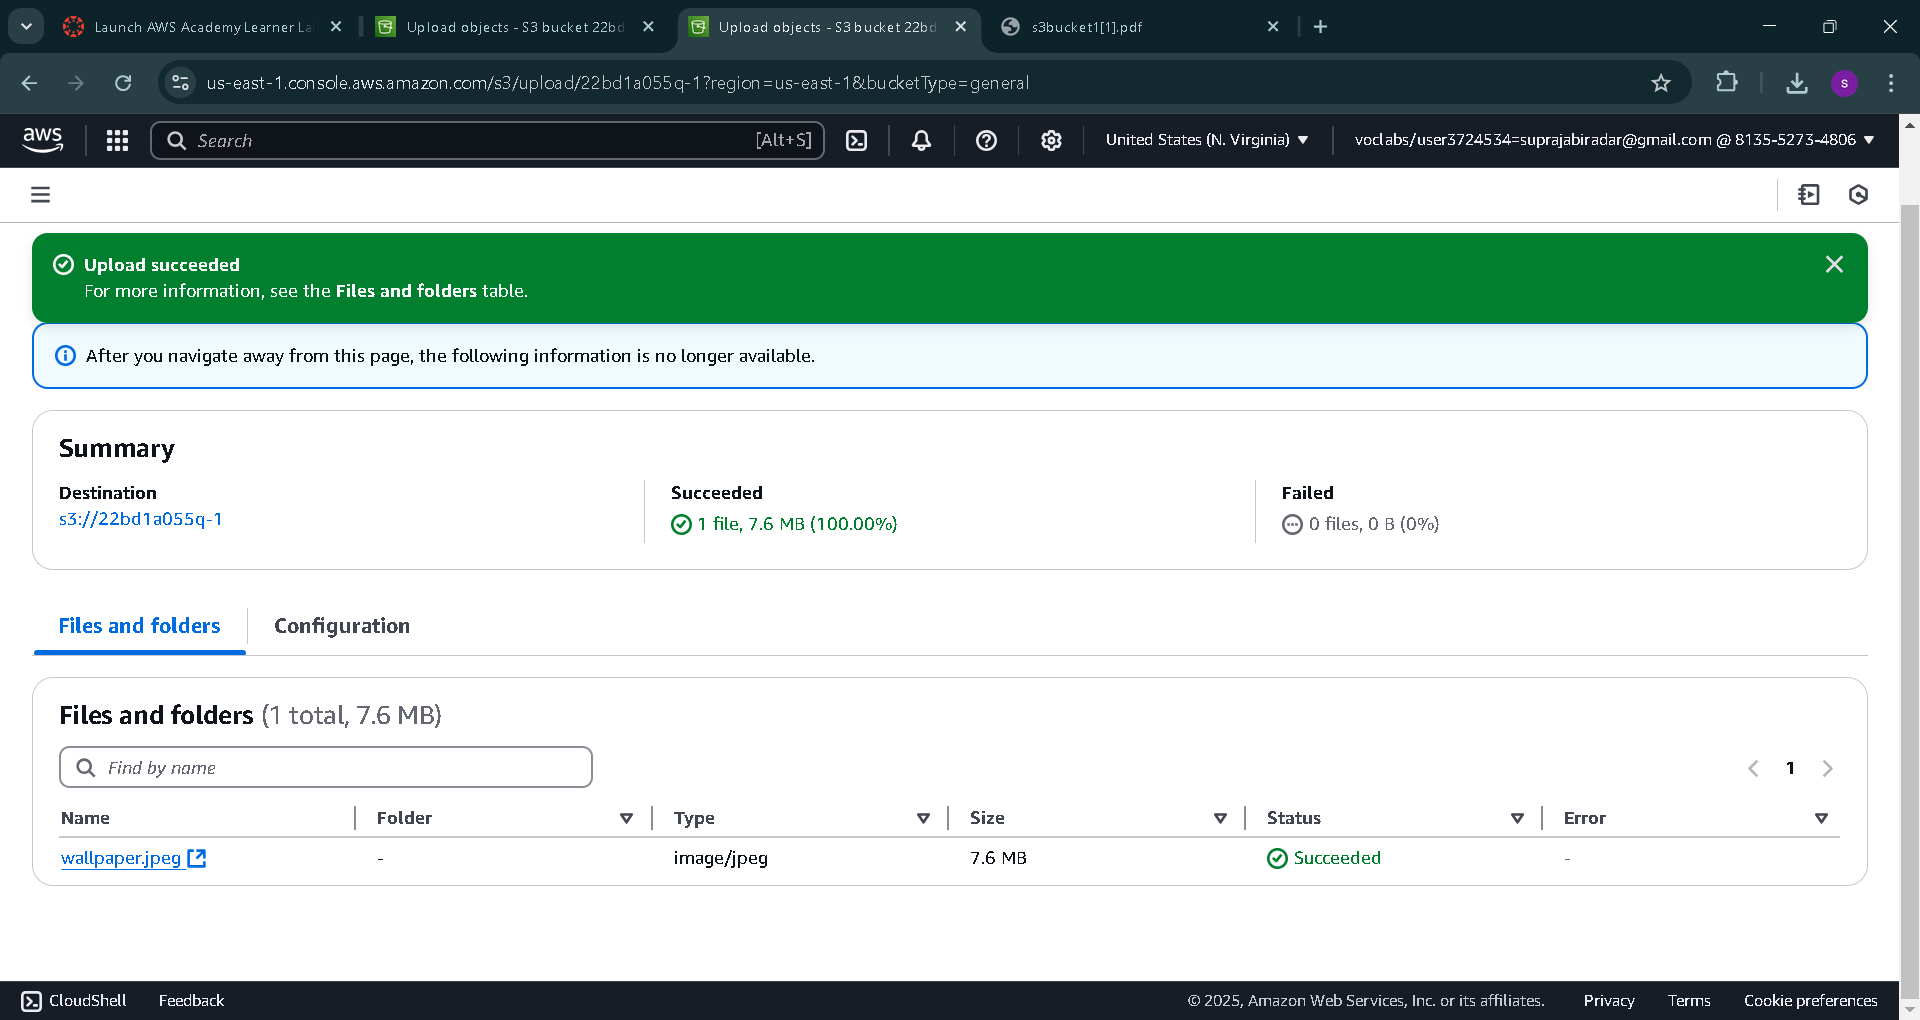 Launch AWS Academy Learner La
Upload objects - S3 bucket 22bd
Upload objects - S3 bucket 22bd
s3bucket1[1].pdf
us-east-1.console.aws.amazon.com/s3/upload/22bd1a055q-1?region=us-east-1&bucketType=general
s
aws
Search
[Alt+S]
United States (N. Virginia)
voclabs/user3724534=suprajabiradar@gmail.com @ 8135-5273-4806
Upload succeeded
For more information, see the Files and folders table.
After you navigate away from this page, the following information is no longer available.
Summary
Destination
s3://22bd1a055q-1
Succeeded
1 file, 7.6 MB (100.00%)
Failed
0 files, 0 B (0%)
Files and folders
Configuration
Files and folders (1 total, 7.6 MB)
Find by name
1
Name Folder Type Size Status Error
wallpaper.jpeg - image/jpeg 7.6 MB Succeeded -
CloudShell Feedback © 2025, Amazon Web Services, Inc. or its affiliates. Privacy Terms Cookie preferences